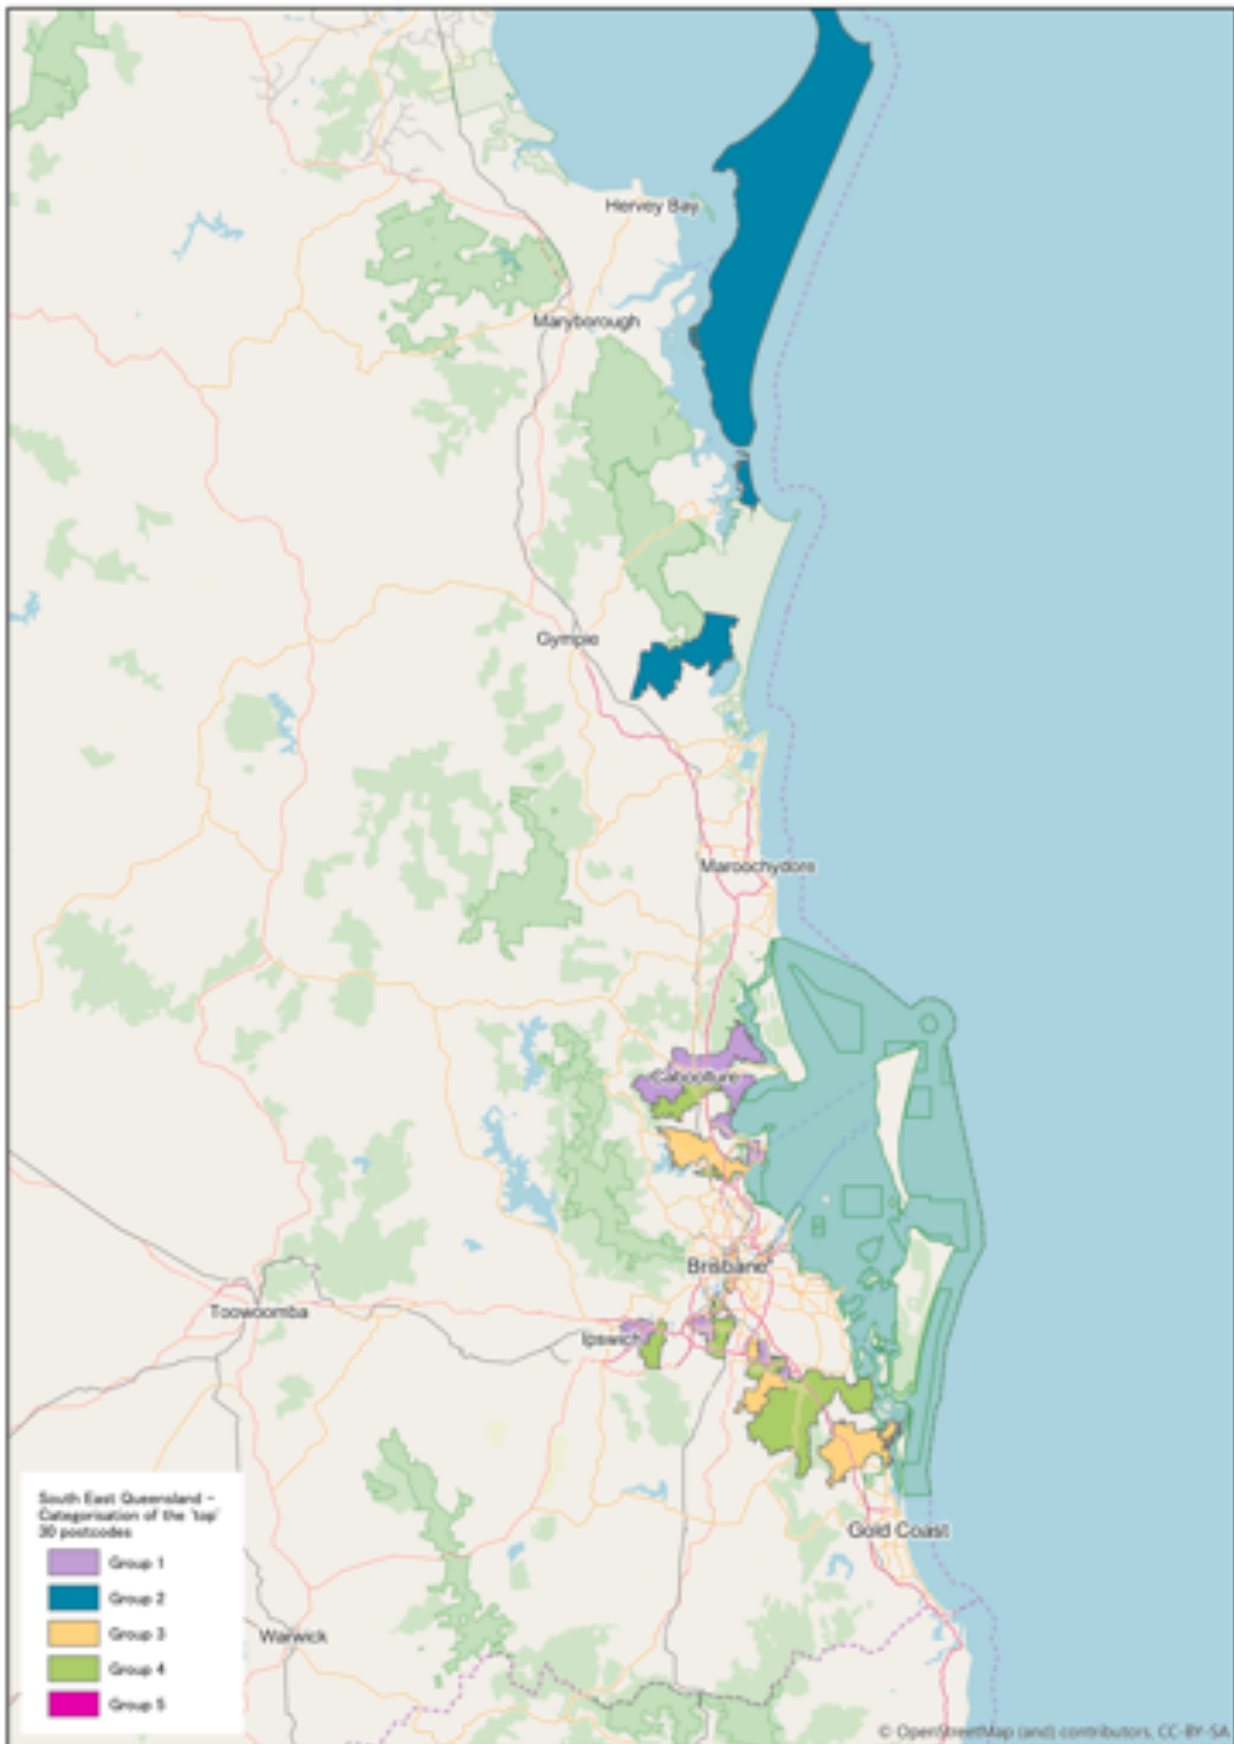 Hervey Bay
Maryborough
Gympie
Maroochydore
Caboolture
Brisbane
Toowoomba
Ipswich
South East Queensland –
Categorisation of the 'top'
30 postcodes
Group 1
Group 2
Group 3
Group 4
Group 5
Gold Coast
Warwick
© OpenStreetMap (and) contributors, CC-BY-SA